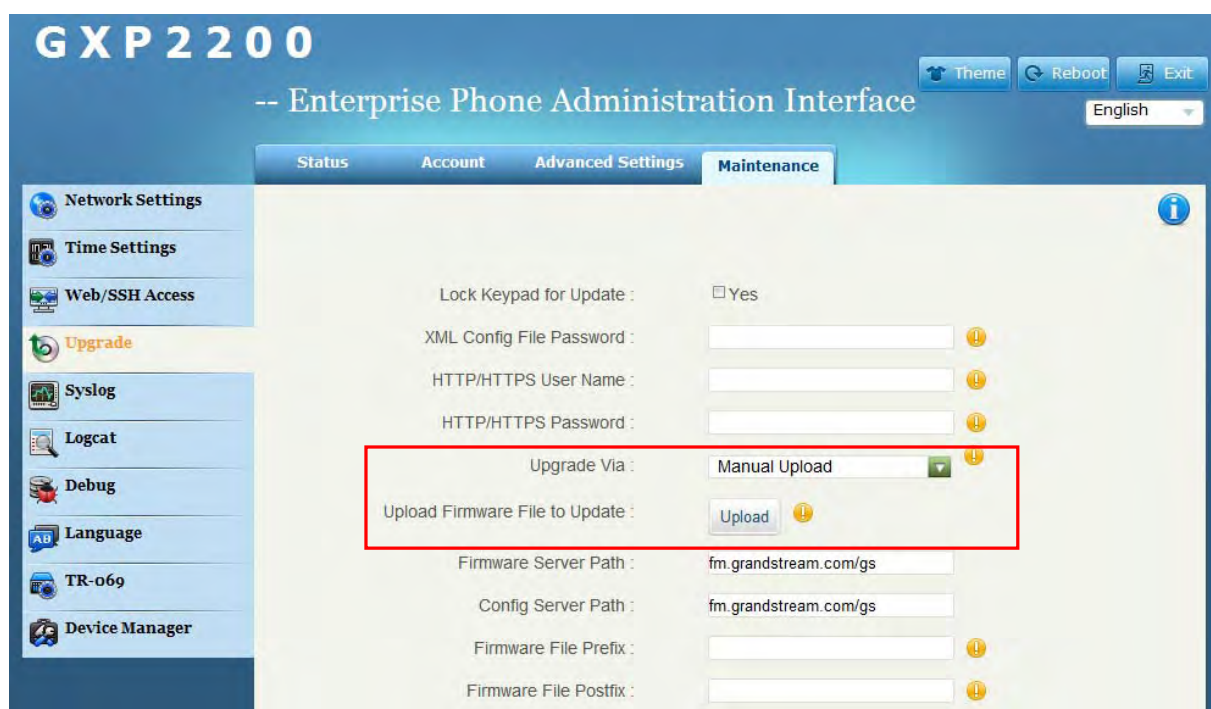 GXP2200
Theme
Reboot
Exit
-- Enterprise Phone Administration Interface
English
Status
Account
Advanced Settings
Maintenance
Network Settings
Time Settings
Web/SSH Access
Upgrade
Syslog
Logcat
Debug
Language
TR-069
Device Manager
Lock Keypad for Update : Yes
XML Config File Password :
HTTP/HTTPS User Name :
HTTP/HTTPS Password :
Upgrade Via : Manual Upload
Upload Firmware File to Update : Upload
Firmware Server Path : fm.grandstream.com/gs
Config Server Path : fm.grandstream.com/gs
Firmware File Prefix :
Firmware File Postfix :